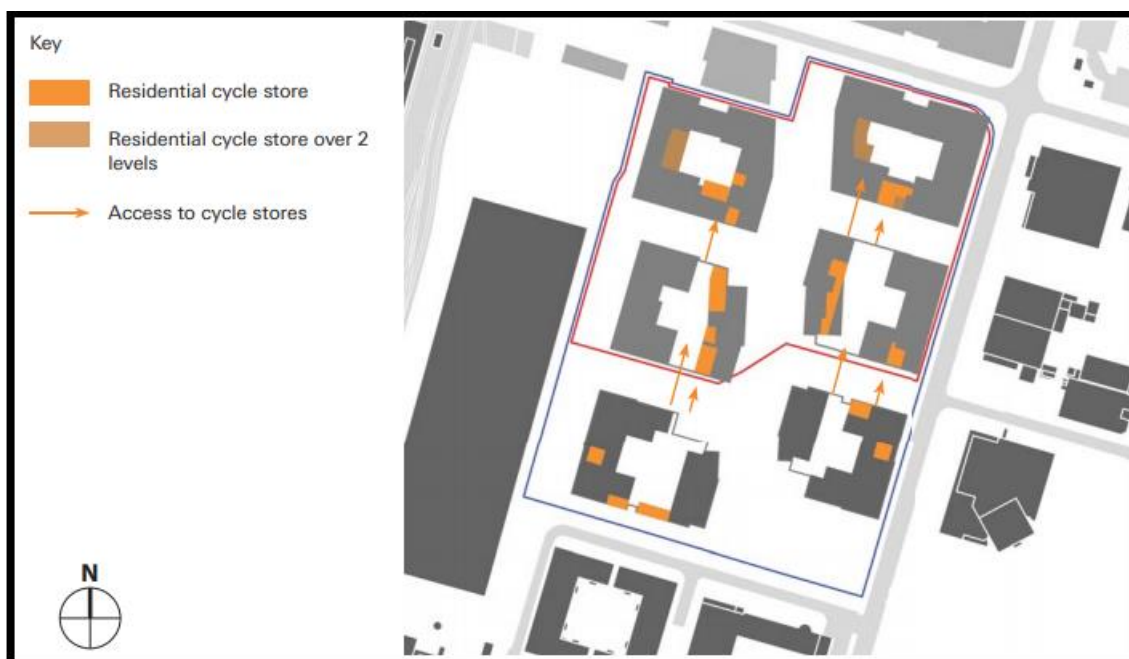 Key
Residential cycle store
Residential cycle store over 2
levels
Access to cycle stores
N